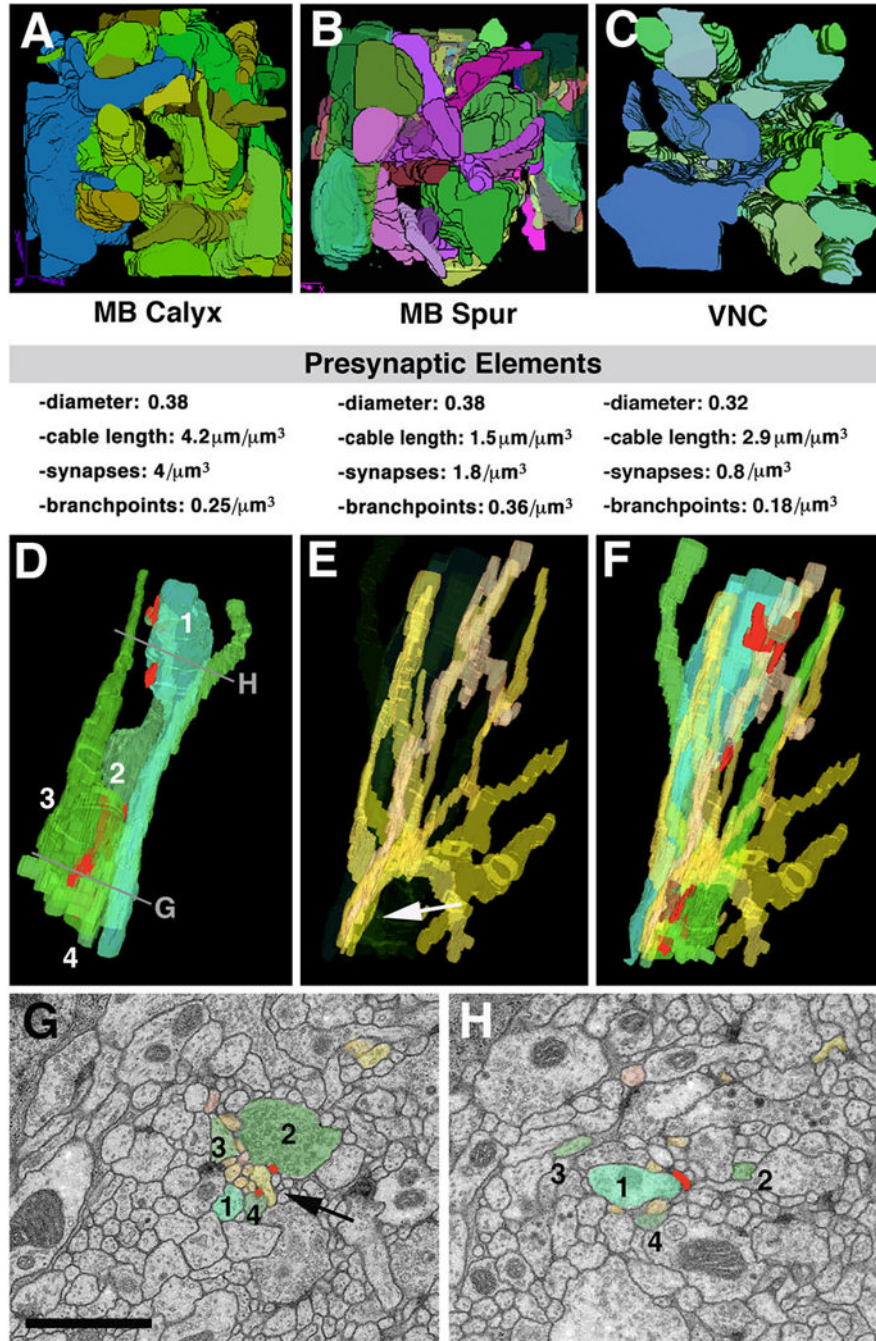 A B C
MB Calyx MB Spur VNC
Presynaptic Elements
-diameter: 0.38 -diameter: 0.38 -diameter: 0.32
-cable length: 4.2μm/μm³ -cable length: 1.5μm/μm³ -cable length: 2.9μm/μm³
-synapses: 4/μm³ -synapses: 1.8/μm³ -synapses: 0.8/μm³
-branchpoints: 0.25/μm³ -branchpoints: 0.36/μm³ -branchpoints: 0.18/μm³
D E F
1
H
2
3
G
4
G H
2
3
1 4
3 1 2
4